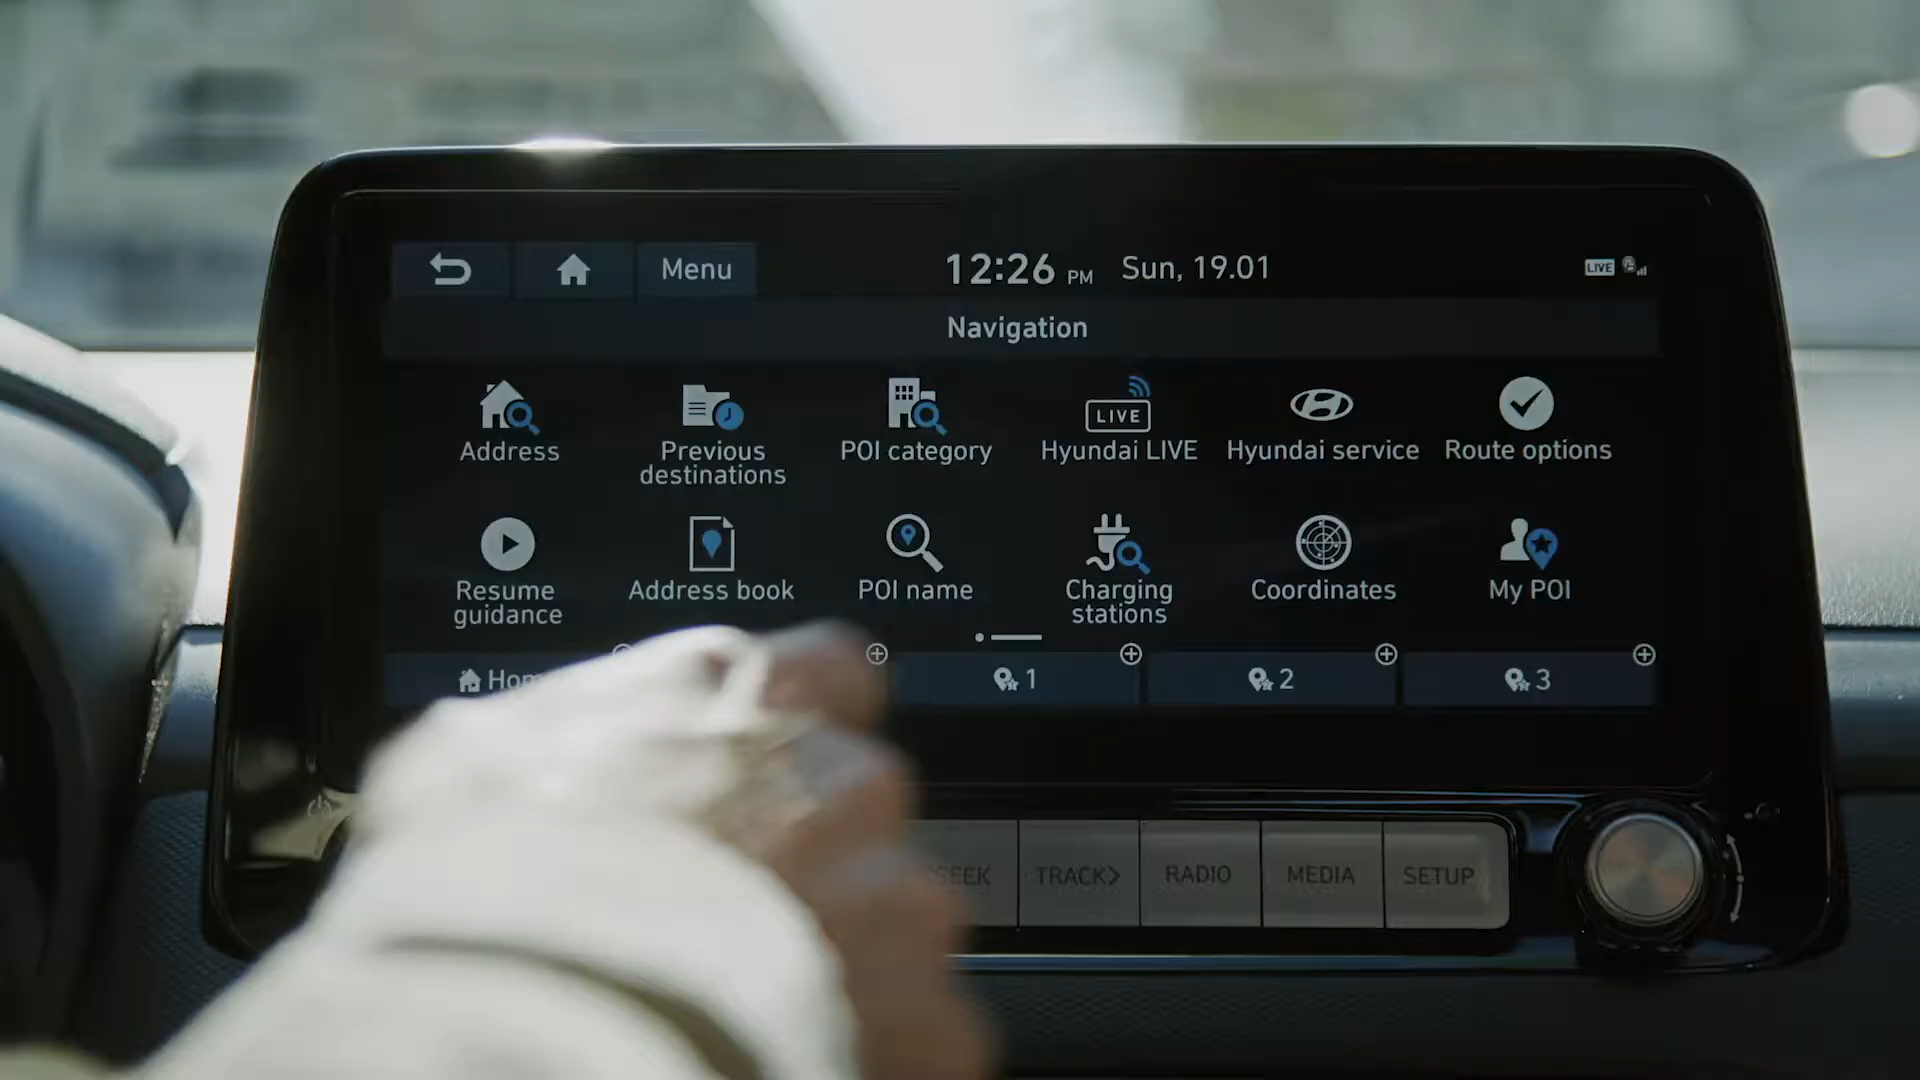 Menu
12:26 PM Sun, 19.01
LIVE
Navigation
LIVE
Address
Previous
destinations
POI category
Hyundai LIVE
Hyundai service
Route options
Resume
guidance
Address book
POI name
Charging
stations
Coordinates
My POI
1
2
3
SEEK
TRACK>
RADIO
MEDIA
SETUP